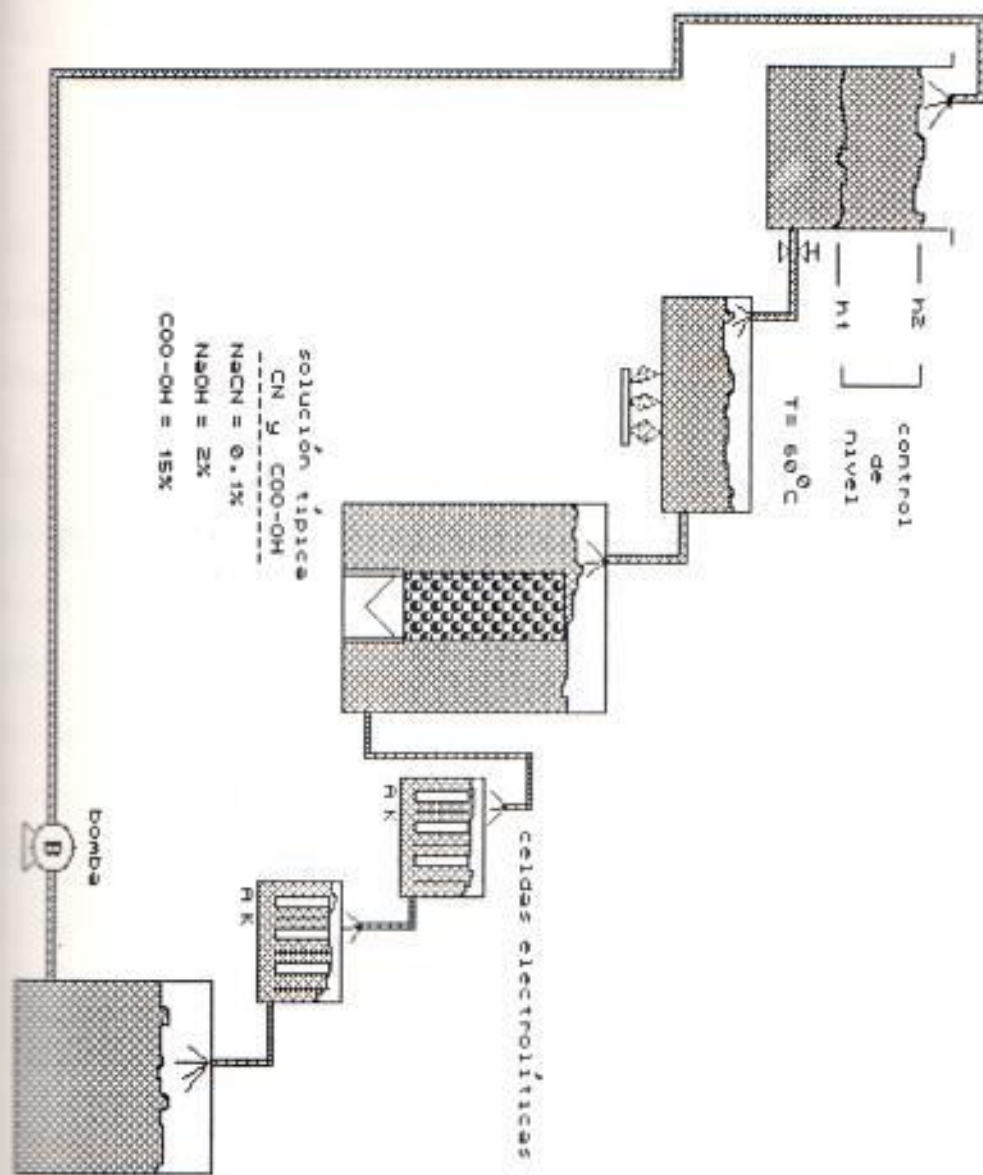 h2
h1
control
de
nivel
T= 60⁰C
solución típica
CN y COO-OH
NaCN = 0.1%
NaOH = 2%
COO-OH = 15%
celdas electrolíticas
A K
A K
bomba
B